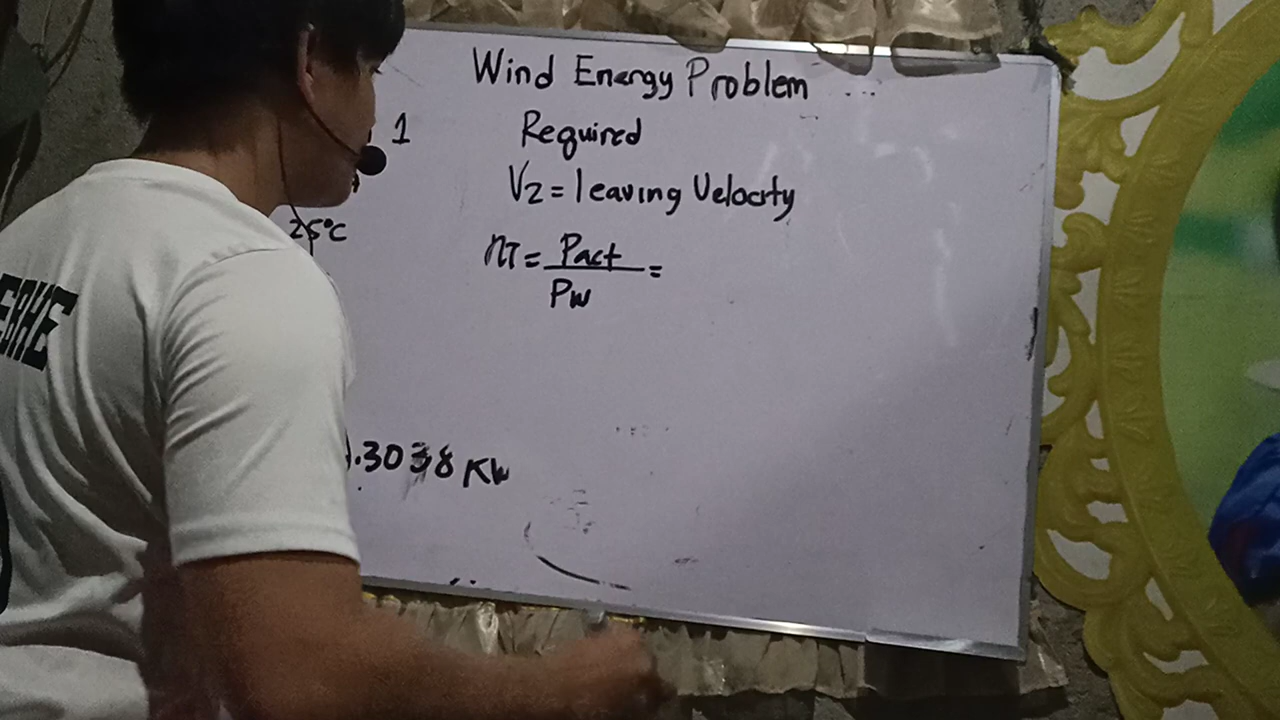 Wind Energy Problem
1 Required
V2 = leaving Velocity
25°C
ηT = Pact / Pw =
.3038 KW